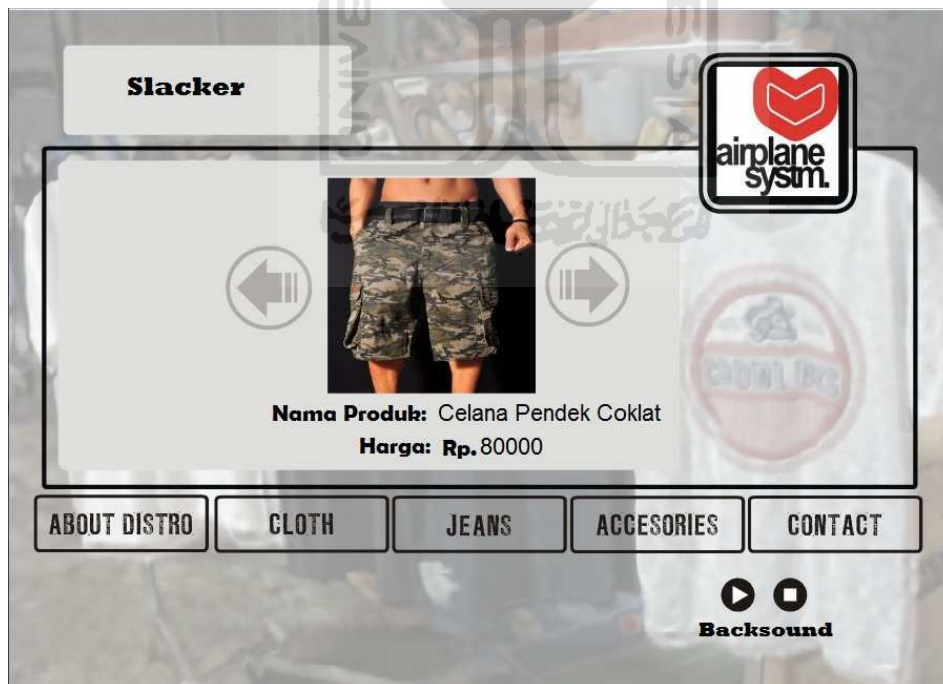 Slacker
airplane
systm.
Nama Produk: Celana Pendek Coklat
Harga: Rp. 80000
ABOUT DISTRO
CLOTH
JEANS
ACCESORIES
CONTACT
Backsound